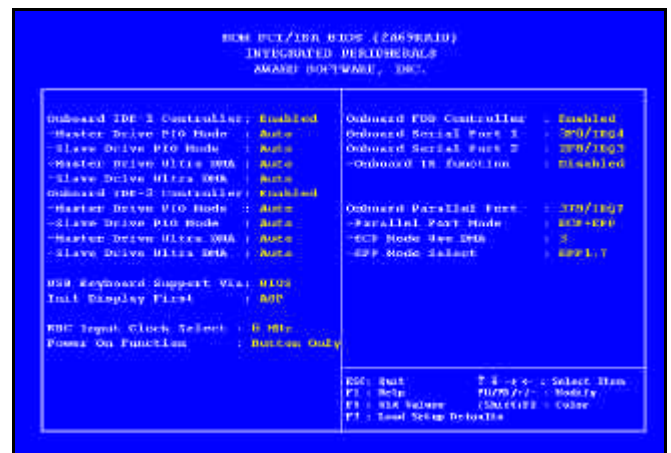 ROM PCI/ISA BIOS (2A69KA1D)
INTEGRATED PERIPHERALS
AWARD SOFTWARE, INC.
Onboard IDE-1 Controller: Enabled
-Master Drive PIO Mode : Auto
-Slave Drive PIO Mode : Auto
-Master Drive Ultra DMA : Auto
-Slave Drive Ultra DMA : Auto
Onboard IDE-2 Controller: Enabled
-Master Drive PIO Mode : Auto
-Slave Drive PIO Mode : Auto
-Master Drive Ultra DMA : Auto
-Slave Drive Ultra DMA : Auto
USB Keyboard Support Via: BIOS
Init Display First : AGP
KBC Input Clock Select : 8 MHz
Power On Function : Button Only
Onboard FDD Controller : Enabled
Onboard Serial Port 1 : 3F8/IRQ4
Onboard Serial Port 2 : 2F8/IRQ3
-Onboard IR function : Disabled
Onboard Parallel Port : 378/IRQ7
-Parallel Port Mode : ECP+EPP
-ECP Mode Use DMA : 3
-EPP Mode Select : EPP1.7
ESC: Quit ↑ ↓ → ← : Select Item
F1 : Help PU/PD/+/- : Modify
F5 : Old Values (Shift)F2 : Color
F7 : Load Setup Defaults